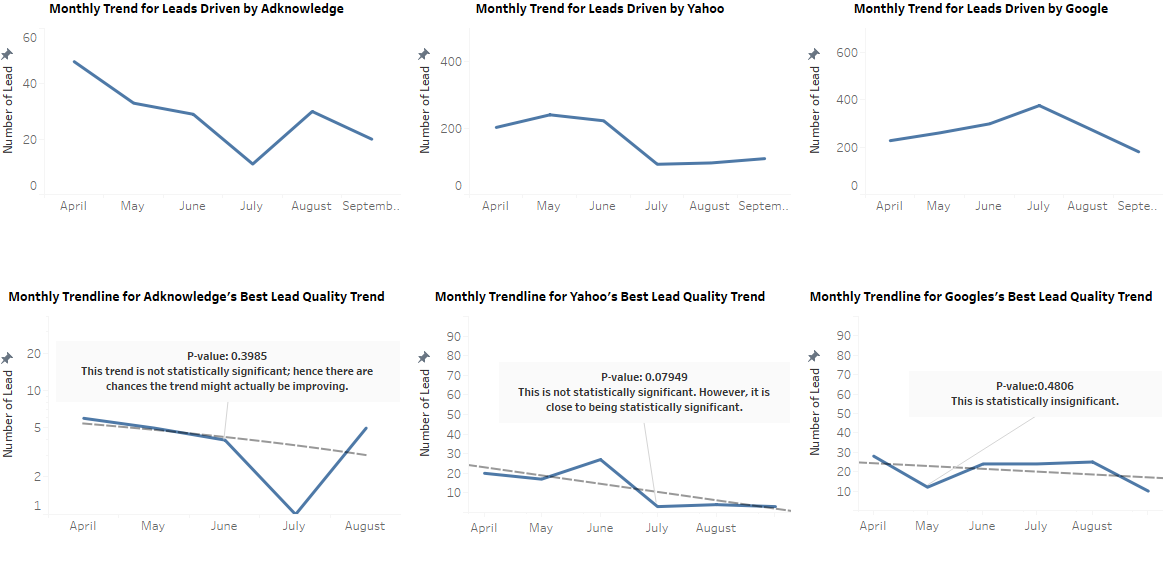 Monthly Trend for Leads Driven by Adknowledge
Number of Lead
60
40
20
0
April May June July August Septemb..
Monthly Trend for Leads Driven by Yahoo
Number of Lead
400
200
0
April May June July August Septem..
Monthly Trend for Leads Driven by Google
Number of Lead
600
400
200
0
April May June July August Septe..
Monthly Trendline for Adknowledge's Best Lead Quality Trend
Number of Lead
20
10
5
2
1
P-value: 0.3985
This trend is not statistically significant; hence there are
chances the trend might actually be improving.
April May June July August
Monthly Trendline for Yahoo's Best Lead Quality Trend
Number of Lead
90
80
70
60
50
40
30
20
10
P-value: 0.07949
This is not statistically significant. However, it is
close to being statistically significant.
April May June July August
Monthly Trendline for Googles's Best Lead Quality Trend
Number of Lead
90
80
70
60
50
40
30
20
10
P-value:0.4806
This is statistically insignificant.
April May June July August